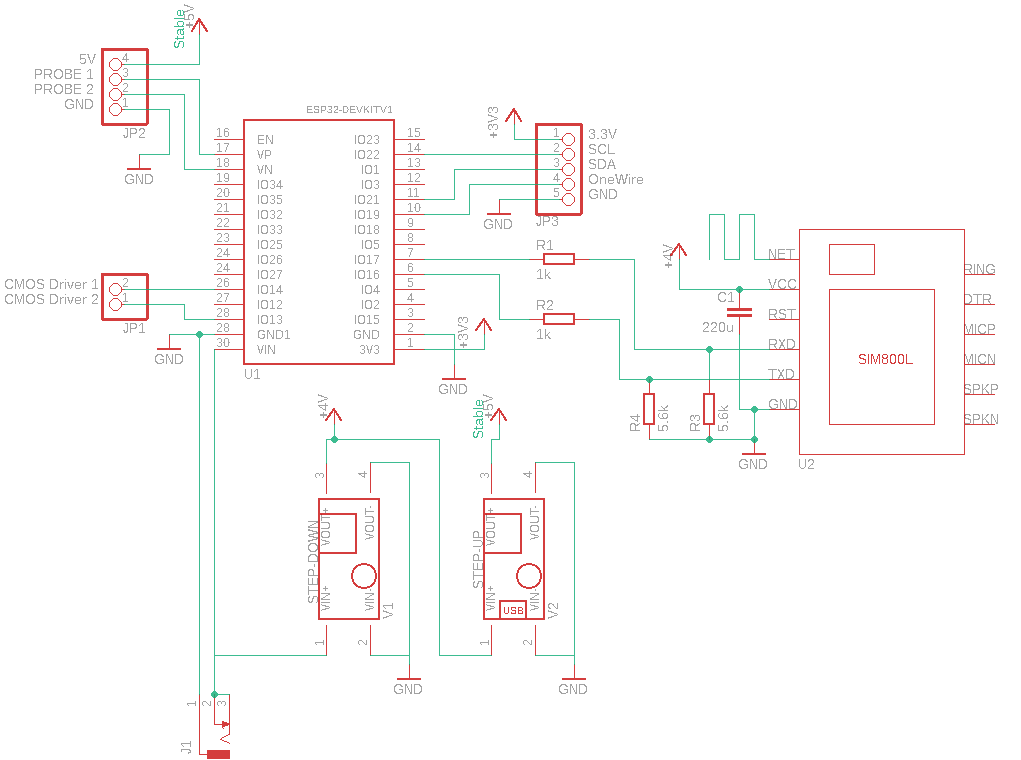 Stable
+5V
5V 4
PROBE 1 3
PROBE 2 2
GND 1
JP2
GND
ESP32-DEVKITV1
16 EN IO23 15
17 VP IO22 14
18 VN IO1 13
19 IO34 IO3 12
20 IO35 IO21 11
21 IO32 IO19 10
22 IO33 IO18 9
23 IO25 IO5 8
24 IO26 IO17 7
24 IO27 IO16 6
26 IO14 IO4 5
27 IO12 IO2 4
28 IO13 IO15 3
28 GND1 GND 2
30 VIN 3V3 1
U1
CMOS Driver 1 2
CMOS Driver 2 1
JP1
GND
+3V3
1 3.3V
2 SCL
3 SDA
4 OneWire
5 GND
JP3
GND
R1
1k
R2
1k
+3V3
GND
+4V
C1
220u
R4
5.6k
R3
5.6k
GND
NET
VCC
RST
RXD
TXD
GND
SIM800L
RING
DTR
MICP
MICN
SPKP
SPKN
U2
+4V
3
4
STEP-DOWN
VOUT+
VOUT-
VIN+
VIN-
V1
1
2
GND
Stable
+5V
3
4
STEP-UP
VOUT+
VOUT-
VIN+
VIN-
USB
V2
1
2
GND
1
2
3
J1